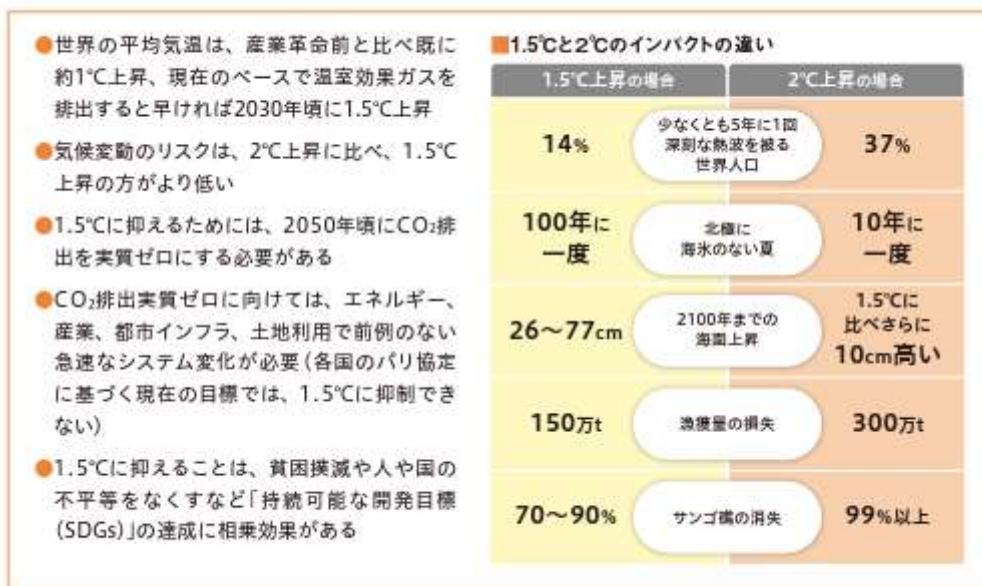 ●世界の平均気温は、産業革命前と比べ既に
約1℃上昇、現在のペースで温室効果ガスを
排出すると早ければ2030年頃に1.5℃上昇
●気候変動のリスクは、2℃上昇に比べ、1.5℃
上昇の方がより低い
●1.5℃に抑えるためには、2050年頃にCO₂排
出を実質ゼロにする必要がある
●CO₂排出実質ゼロに向けては、エネルギー、
産業、都市インフラ、土地利用で前例のない
急速なシステム変化が必要(各国のパリ協定
に基づく現在の目標では、1.5℃に抑制でき
ない)
●1.5℃に抑えることは、貧困撲滅や人や国の
不平等をなくすなど「持続可能な開発目標
(SDGs)」の達成に相乗効果がある
■1.5℃と2℃のインパクトの違い
1.5℃上昇の場合 2℃上昇の場合
14%
少なくとも5年に1回
深刻な熱波を被る
世界人口
37%
100年に
一度
北極に
海氷のない夏
10年に
一度
26～77cm
2100年までの
海面上昇
1.5℃に
比べさらに
10cm高い
150万t
漁獲量の損失
300万t
70～90%
サンゴ礁の消失
99%以上